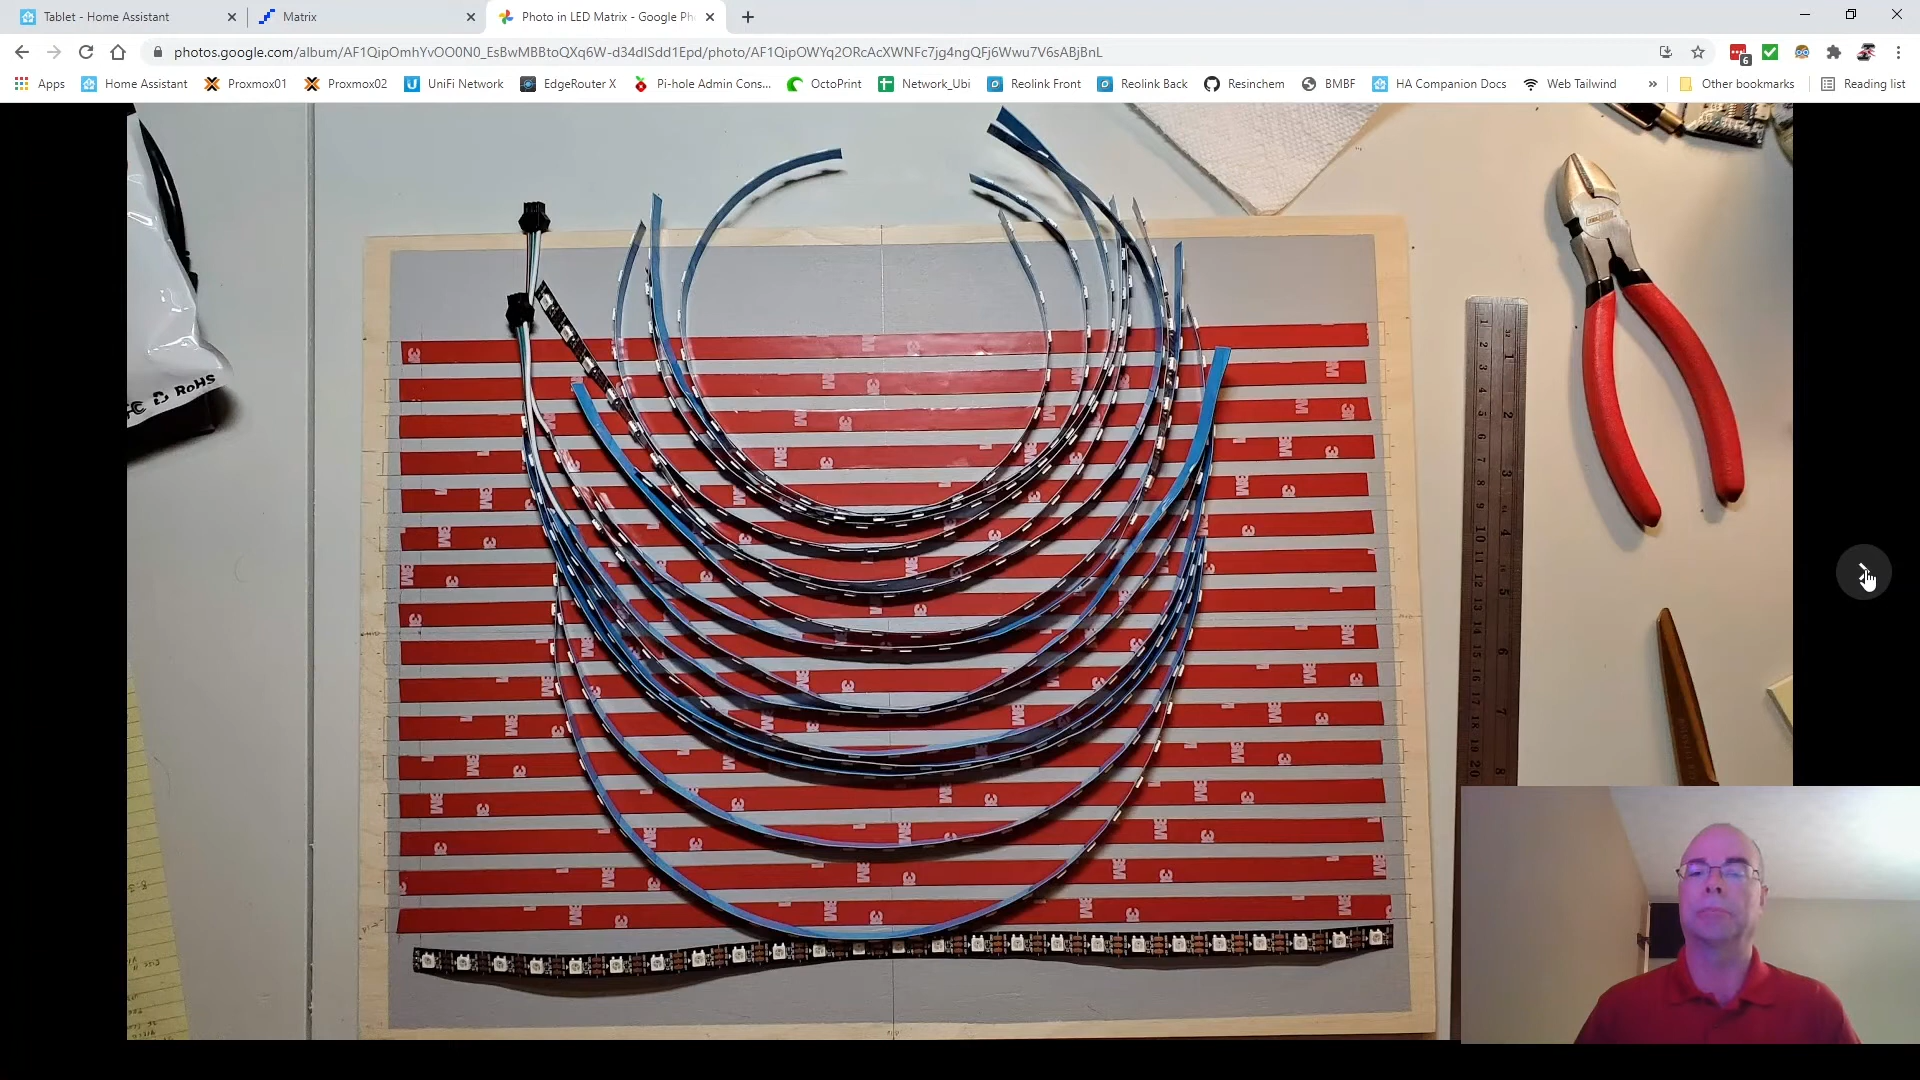 Tablet - Home Assistant
Matrix
Photo in LED Matrix - Google Ph
photos.google.com/album/AF1QipOmhYvOO0N0_EsBwMBBtoQXq6W-d34dlSdd1Epd/photo/AF1QipOWYq2ORcAcXWNFc7jg4ngQFj6Wwu7V6sABjBnL
6
Apps
Home Assistant
Proxmox01
Proxmox02
UniFi Network
EdgeRouter X
Pi-hole Admin Cons...
OctoPrint
Network_Ubi
Reolink Front
Reolink Back
Resinchem
BMBF
HA Companion Docs
Web Tailwind
»
Other bookmarks
Reading list
RoHS
3M